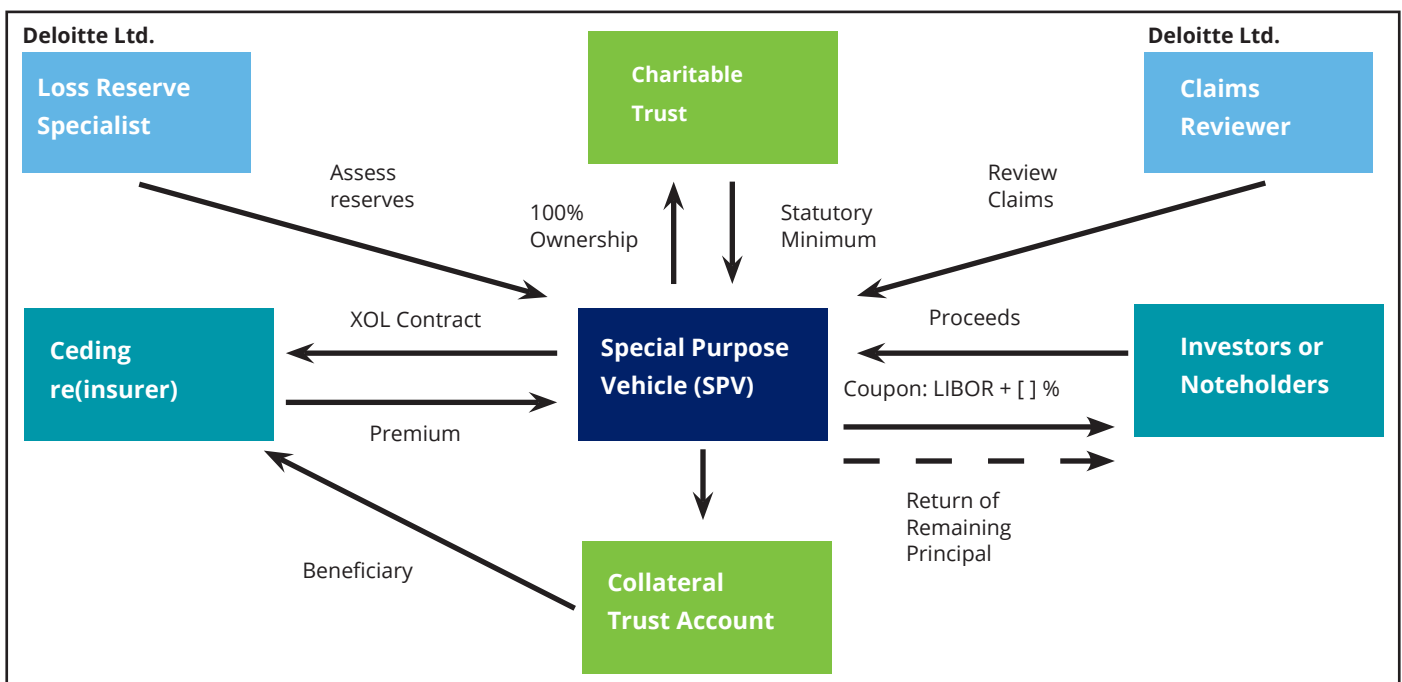 Deloitte Ltd.
Loss Reserve
Specialist
Charitable
Trust
Deloitte Ltd.
Claims
Reviewer
Assess
reserves
100%
Ownership
Statutory
Minimum
Review
Claims
Ceding
re(insurer)
XOL Contract
Premium
Special Purpose
Vehicle (SPV)
Proceeds
Coupon: LIBOR + [ ] %
Return of
Remaining
Principal
Investors or
Noteholders
Beneficiary
Collateral
Trust Account